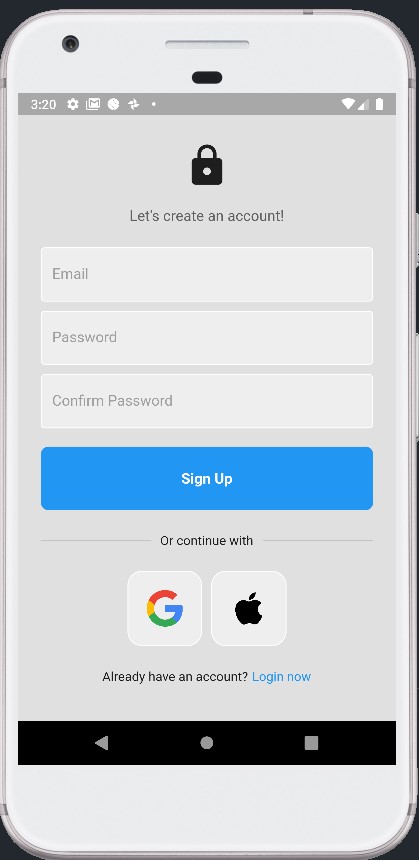 3:20
Let's create an account!
Email
Password
Confirm Password
Sign Up
Or continue with
Already have an account? Login now